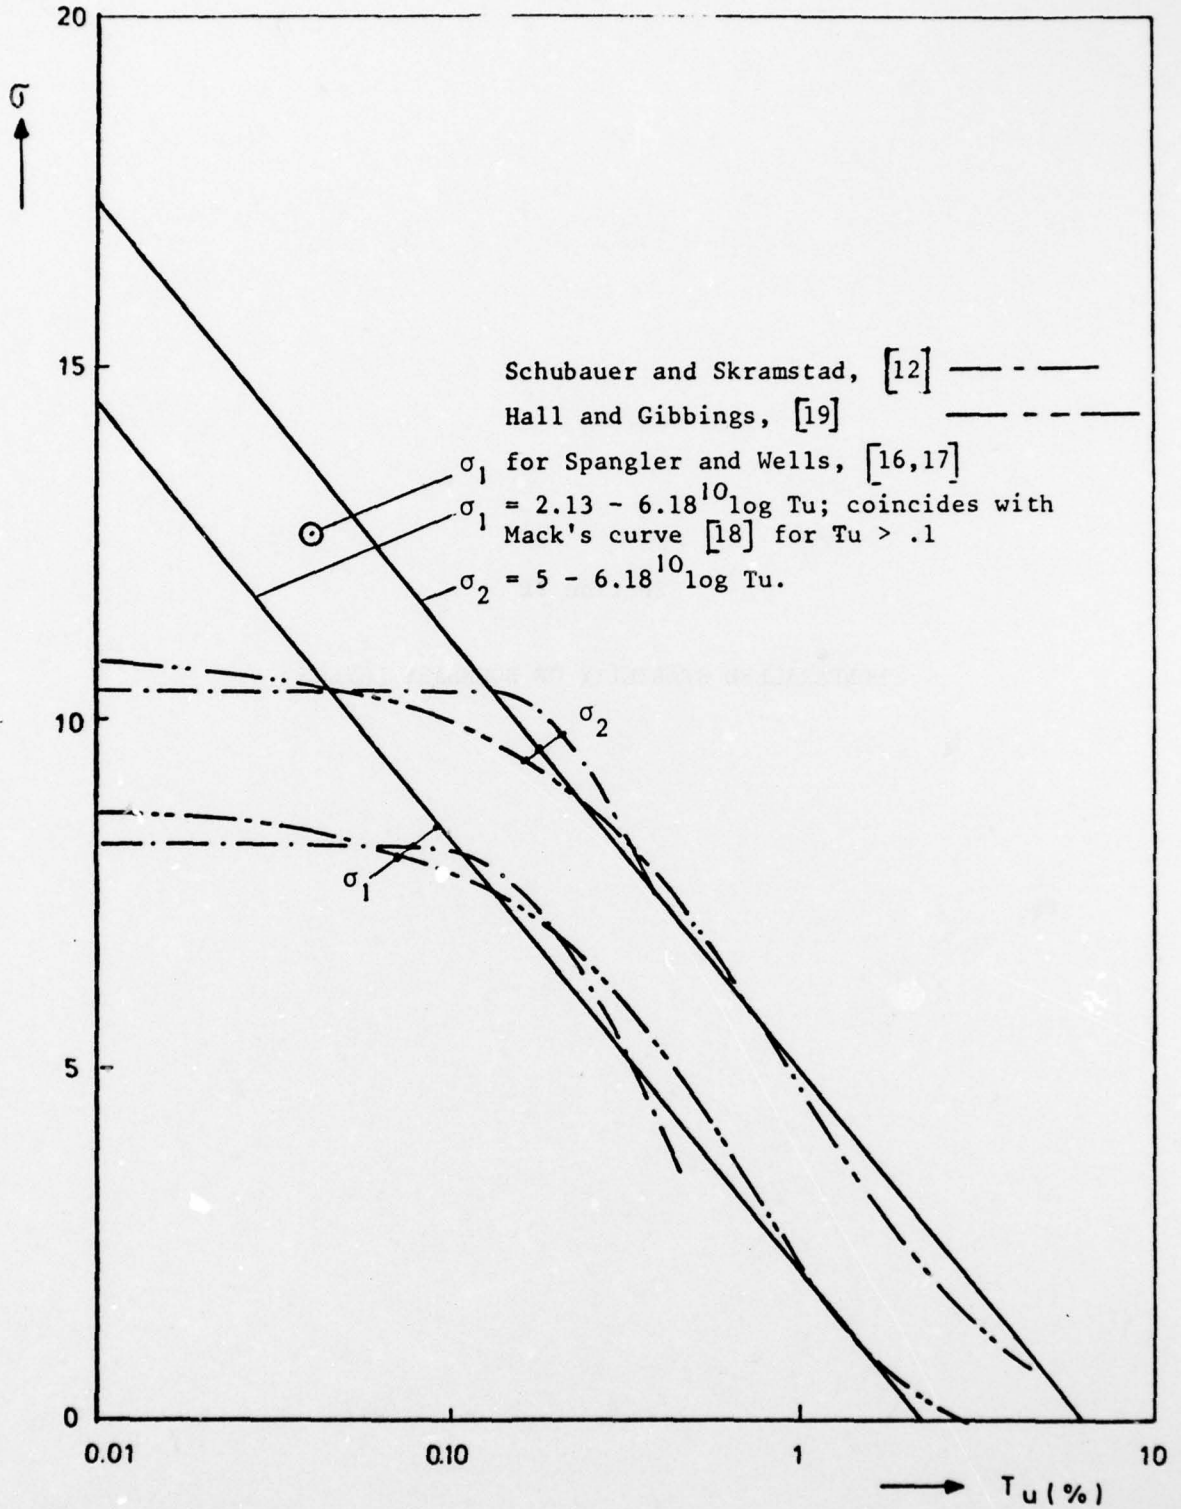 20
σ
15
Schubauer and Skramstad, [12]
Hall and Gibbings, [19]
σ1 for Spangler and Wells, [16,17]
σ1 = 2.13 - 6.18 10log Tu; coincides with
Mack's curve [18] for Tu > .1
σ2 = 5 - 6.18 10log Tu.
10
σ2
σ1
5
0
0.01 0.10 1 10
Tu (%)